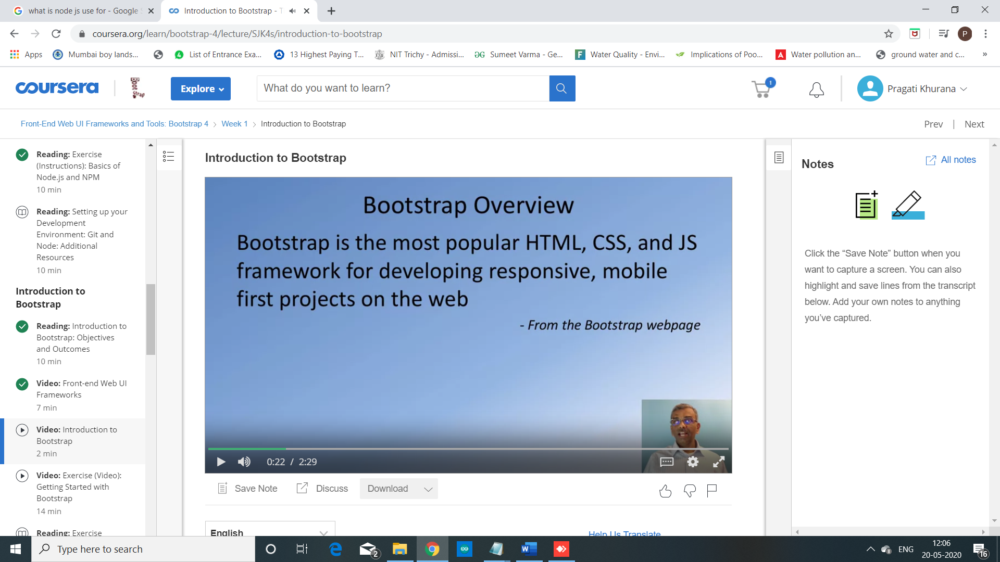 what is node js use for - Google
Introduction to Bootstrap - T
coursera.org/learn/bootstrap-4/lecture/SJK4s/introduction-to-bootstrap
P
Apps
Mumbai boy lands...
4
List of Entrance Exa...
13 Highest Paying T...
NIT Trichy - Admissi...
Sumeet Varma - Ge...
F
Water Quality - Envi...
Implications of Poo...
A
Water pollution an...
ground water and c...
»
coursera
Bootstrap
Explore
What do you want to learn?
1
Pragati Khurana
Front-End Web UI Frameworks and Tools: Bootstrap 4 > Week 1 > Introduction to Bootstrap
Prev | Next
Reading: Exercise
(Instructions): Basics of
Node.js and NPM
10 min
Reading: Setting up your
Development
Environment: Git and
Node: Additional
Resources
10 min
Introduction to
Bootstrap
Reading: Introduction to
Bootstrap: Objectives
and Outcomes
10 min
Video: Front-end Web UI
Frameworks
7 min
Video: Introduction to
Bootstrap
2 min
Video: Exercise (Video):
Getting Started with
Bootstrap
14 min
Reading: Exercise
Introduction to Bootstrap
Bootstrap Overview
Bootstrap is the most popular HTML, CSS, and JS
framework for developing responsive, mobile
first projects on the web
- From the Bootstrap webpage
0:22 / 2:29
Save Note
Discuss
Download
English
Help Us Translate
Notes
All notes
Click the “Save Note” button when you
want to capture a screen. You can also
highlight and save lines from the transcript
below. Add your own notes to anything
you’ve captured.
Type here to search
2
W
ENG
12:06
20-05-2020
16